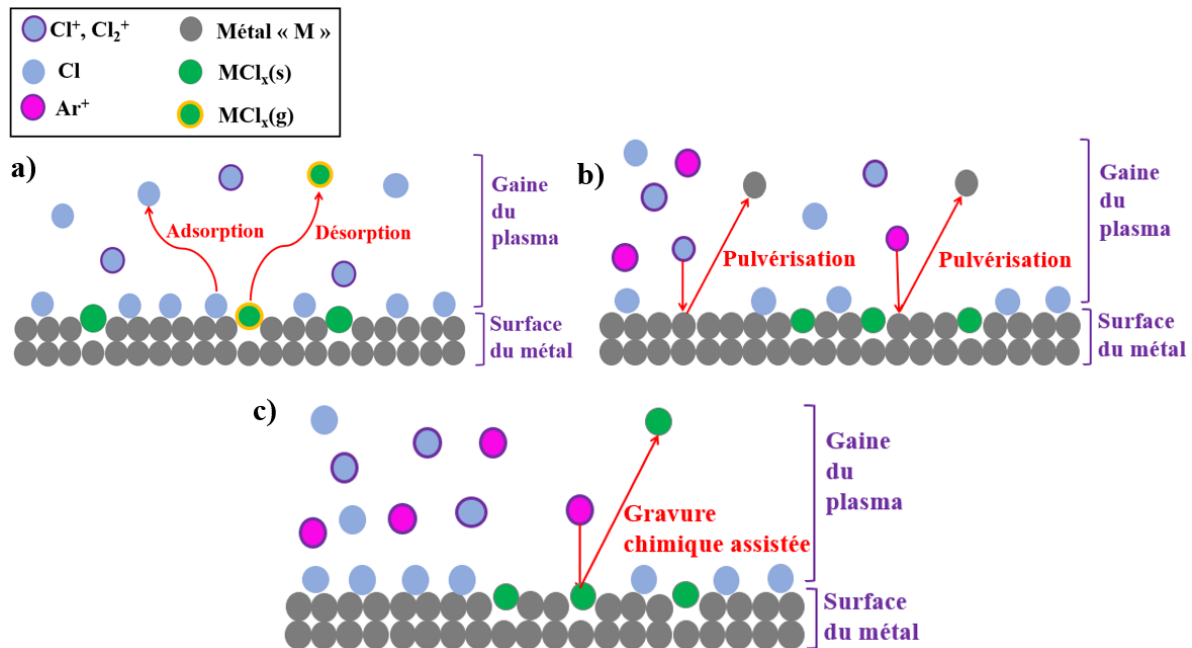 Cl⁺, Cl₂⁺
Métal « M »
Cl
MClₓ(s)
Ar⁺
MClₓ(g)
a)
Adsorption
Désorption
Gaine
du
plasma
Surface
du métal
b)
Pulvérisation
Pulvérisation
Gaine
du
plasma
Surface
du métal
c)
Gravure
chimique assistée
Gaine
du
plasma
Surface
du métal